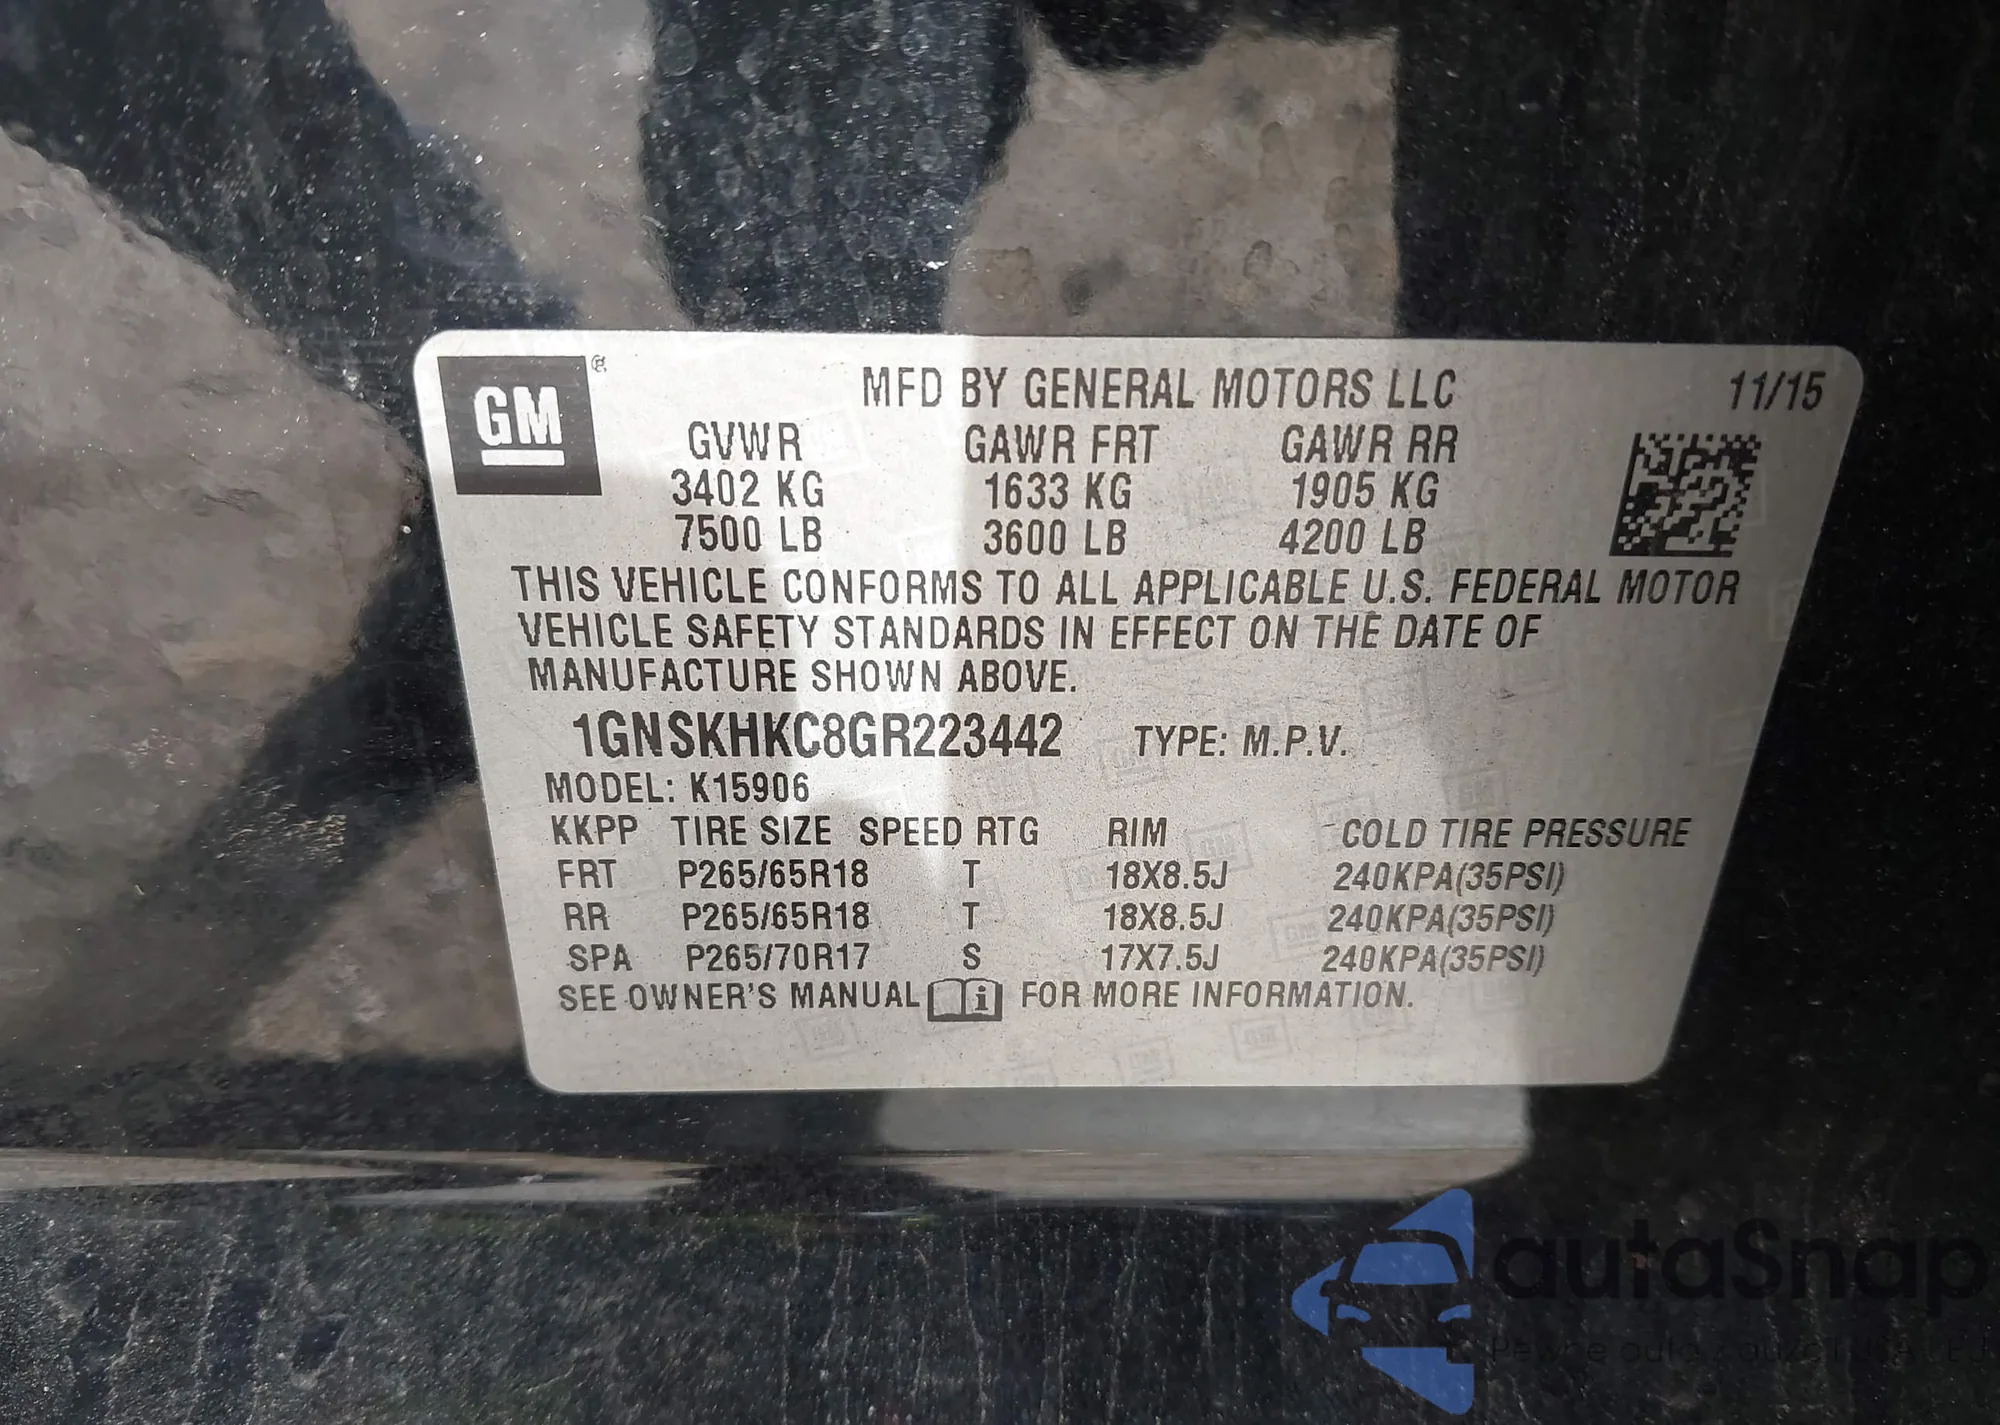 GM
MFD BY GENERAL MOTORS LLC 11/15
GVWR GAWR FRT GAWR RR
3402 KG 1633 KG 1905 KG
7500 LB 3600 LB 4200 LB
THIS VEHICLE CONFORMS TO ALL APPLICABLE U.S. FEDERAL MOTOR
VEHICLE SAFETY STANDARDS IN EFFECT ON THE DATE OF
MANUFACTURE SHOWN ABOVE.
1GNSKHKC8GR223442 TYPE: M.P.V.
MODEL: K15906
KKPP TIRE SIZE SPEED RTG RIM COLD TIRE PRESSURE
FRT P265/65R18 T 18X8.5J 240KPA(35PSI)
RR P265/65R18 T 18X8.5J 240KPA(35PSI)
SPA P265/70R17 S 17X7.5J 240KPA(35PSI)
SEE OWNER'S MANUAL FOR MORE INFORMATION.
autaSnap
Pewne auto z